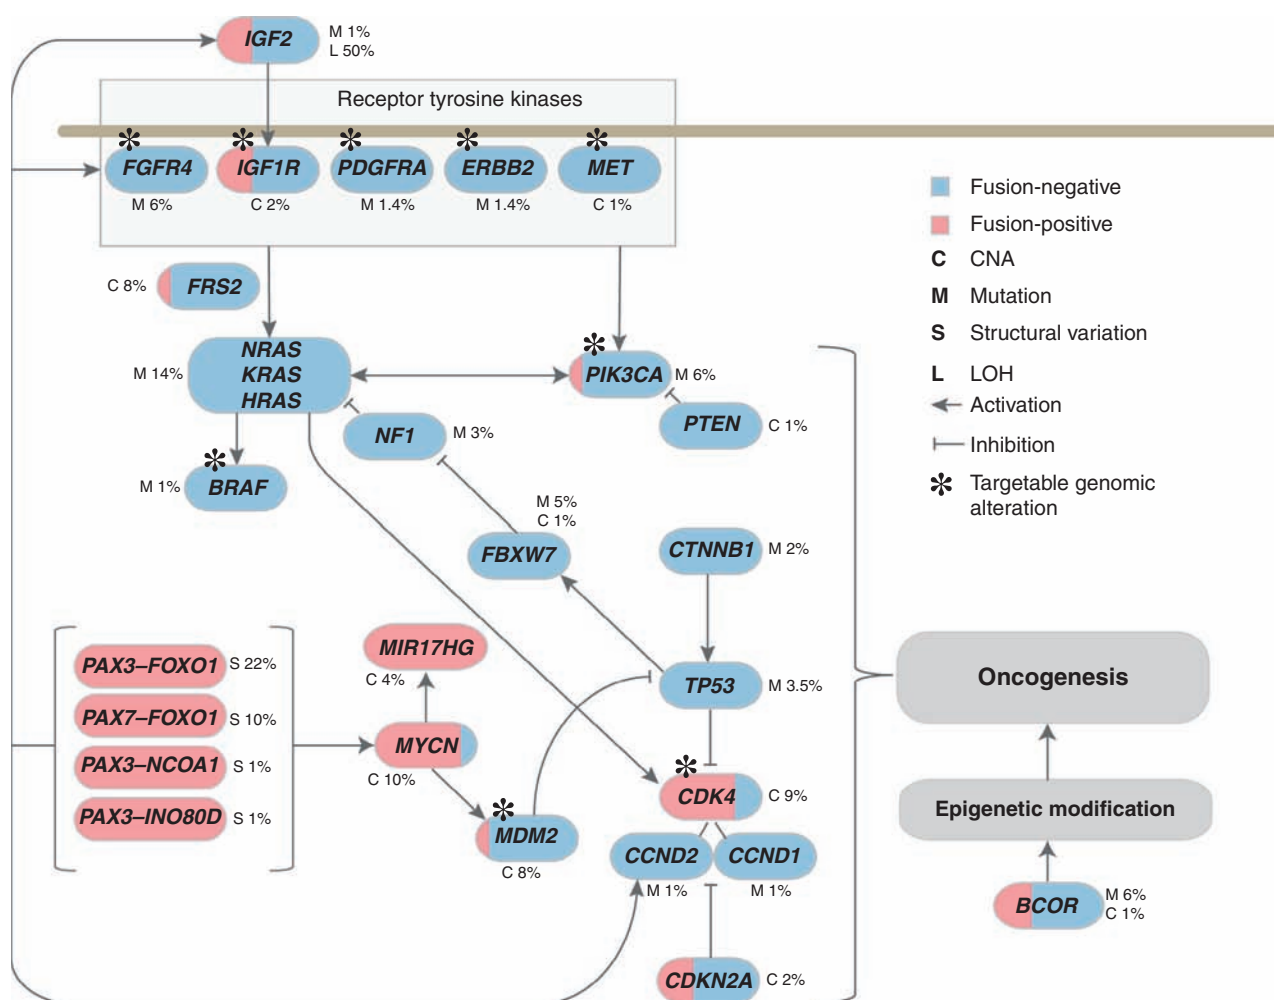 IGF2
M 1%
L 50%
Receptor tyrosine kinases
FGFR4
IGF1R
PDGFRA
ERBB2
MET
M 6%
C 2%
M 1.4%
M 1.4%
C 1%
Fusion-negative
Fusion-positive
C CNA
M Mutation
S Structural variation
L LOH
Activation
Inhibition
Targetable genomic
alteration
C 8%
FRS2
M 14%
NRAS
KRAS
HRAS
PIK3CA
M 6%
NF1
M 3%
PTEN
C 1%
M 1%
BRAF
M 5%
C 1%
FBXW7
CTNNB1
M 2%
PAX3–FOXO1
S 22%
PAX7–FOXO1
S 10%
PAX3–NCOA1
S 1%
PAX3–INO80D
S 1%
MIR17HG
C 4%
MYCN
C 10%
MDM2
C 8%
TP53
M 3.5%
CDK4
C 9%
CCND2
CCND1
M 1%
M 1%
CDKN2A
C 2%
Oncogenesis
Epigenetic modification
BCOR
M 6%
C 1%